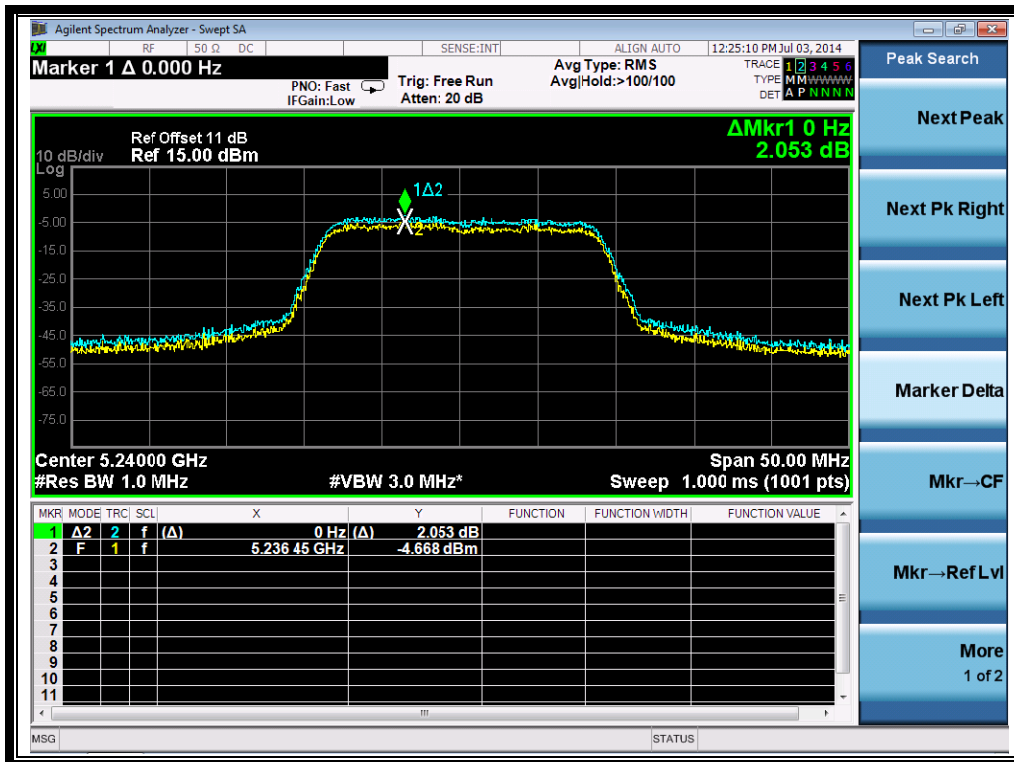 Agilent Spectrum Analyzer - Swept SA
LXI RF 50 Ω DC SENSE:INT ALIGN AUTO 12:25:10 PM Jul 03, 2014
Marker 1 Δ 0.000 Hz
PNO: Fast
IFGain:Low
Trig: Free Run
Atten: 20 dB
Avg Type: RMS
Avg|Hold:>100/100
TRACE 1 2 3 4 5 6
TYPE M M W W W W
DET A P N N N N
Peak Search
Next Peak
Next Pk Right
Next Pk Left
Marker Delta
Mkr→CF
Mkr→Ref Lvl
More
1 of 2
Ref Offset 11 dB
10 dB/div Ref 15.00 dBm
Log
ΔMkr1 0 Hz
2.053 dB
1Δ2
2
5.00
-5.00
-15.0
-25.0
-35.0
-45.0
-55.0
-65.0
-75.0
Center 5.24000 GHz Span 50.00 MHz
#Res BW 1.0 MHz #VBW 3.0 MHz* Sweep 1.000 ms (1001 pts)
MKR MODE TRC SCL X Y FUNCTION FUNCTION WIDTH FUNCTION VALUE
1 Δ2 2 f (Δ) 0 Hz (Δ) 2.053 dB
2 F 1 f 5.236 45 GHz -4.668 dBm
3
4
5
6
7
8
9
10
11
MSG STATUS